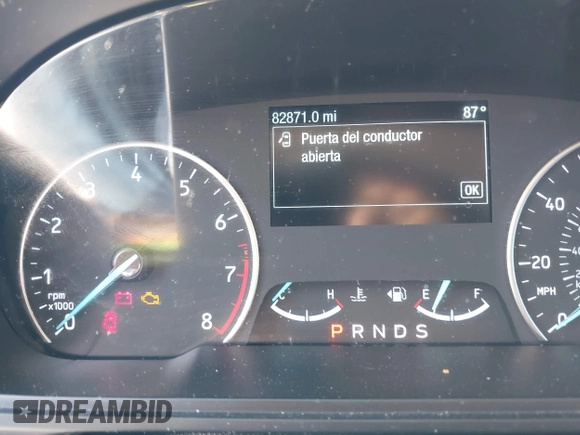 82871.0 mi 87°
Puerta del conductor
abierta
OK
0 1 2 3 4 5 6 7 8
rpm
x1000
C H E F
P R N D S
0 20 40
MPH
DREAMBID